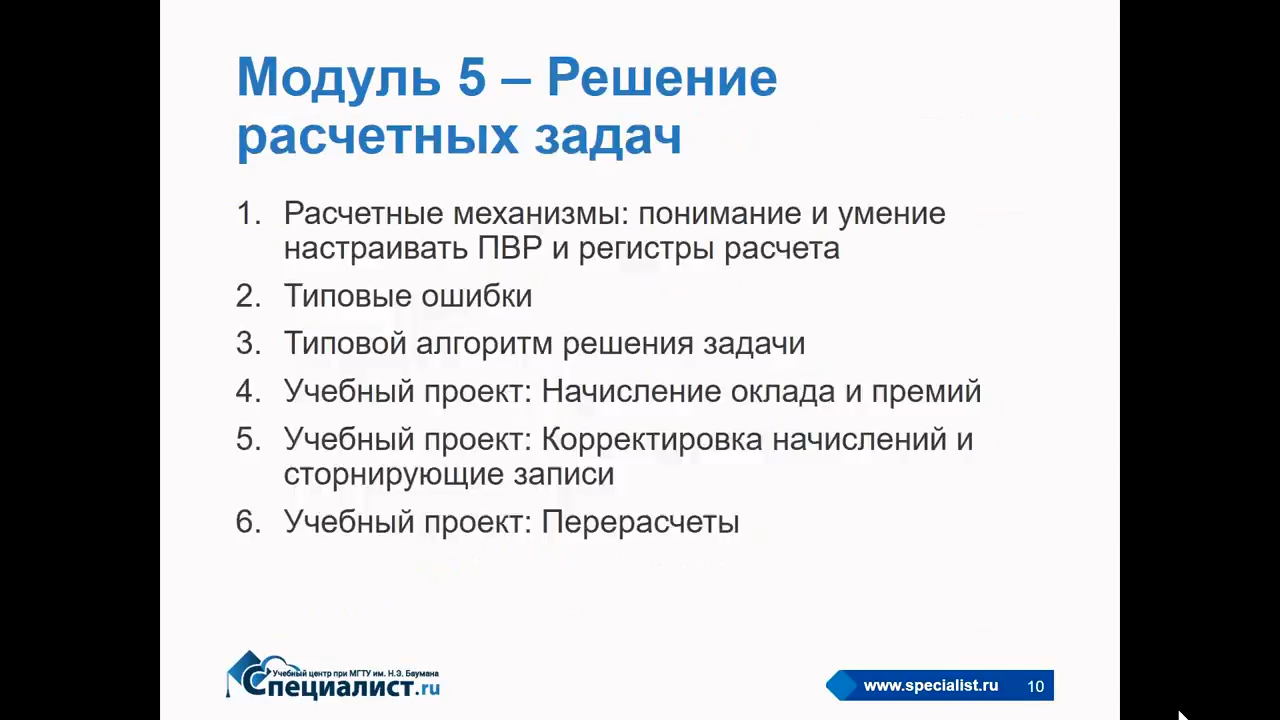 Модуль 5 – Решение
расчетных задач
1. Расчетные механизмы: понимание и умение
настраивать ПВР и регистры расчета
2. Типовые ошибки
3. Типовой алгоритм решения задачи
4. Учебный проект: Начисление оклада и премий
5. Учебный проект: Корректировка начислений и
сторнирующие записи
6. Учебный проект: Перерасчеты
Учебный центр при МГТУ им. Н.Э. Баумана
Специалист.ru
www.specialist.ru 10